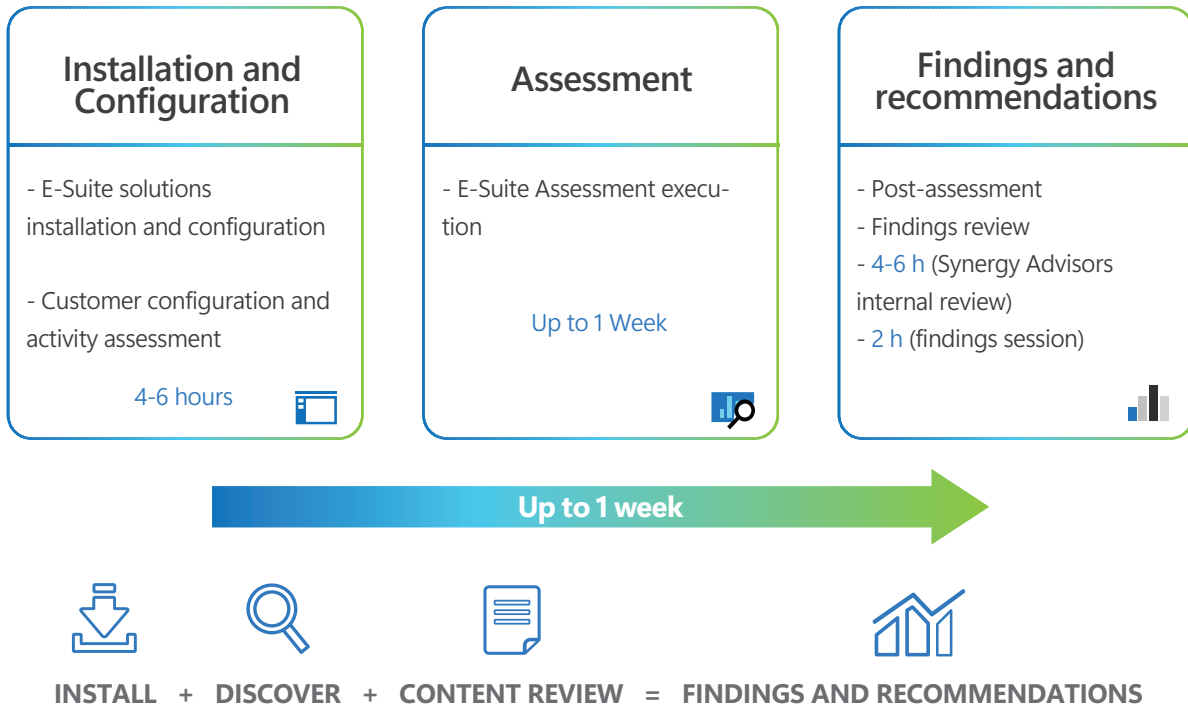 Installation and
Configuration
- E-Suite solutions
installation and configuration
- Customer configuration and
activity assessment
4-6 hours
Assessment
- E-Suite Assessment execu-
tion
Up to 1 Week
Findings and
recommendations
- Post-assessment
- Findings review
- 4-6 h (Synergy Advisors
internal review)
- 2 h (findings session)
Up to 1 week
INSTALL + DISCOVER + CONTENT REVIEW = FINDINGS AND RECOMMENDATIONS